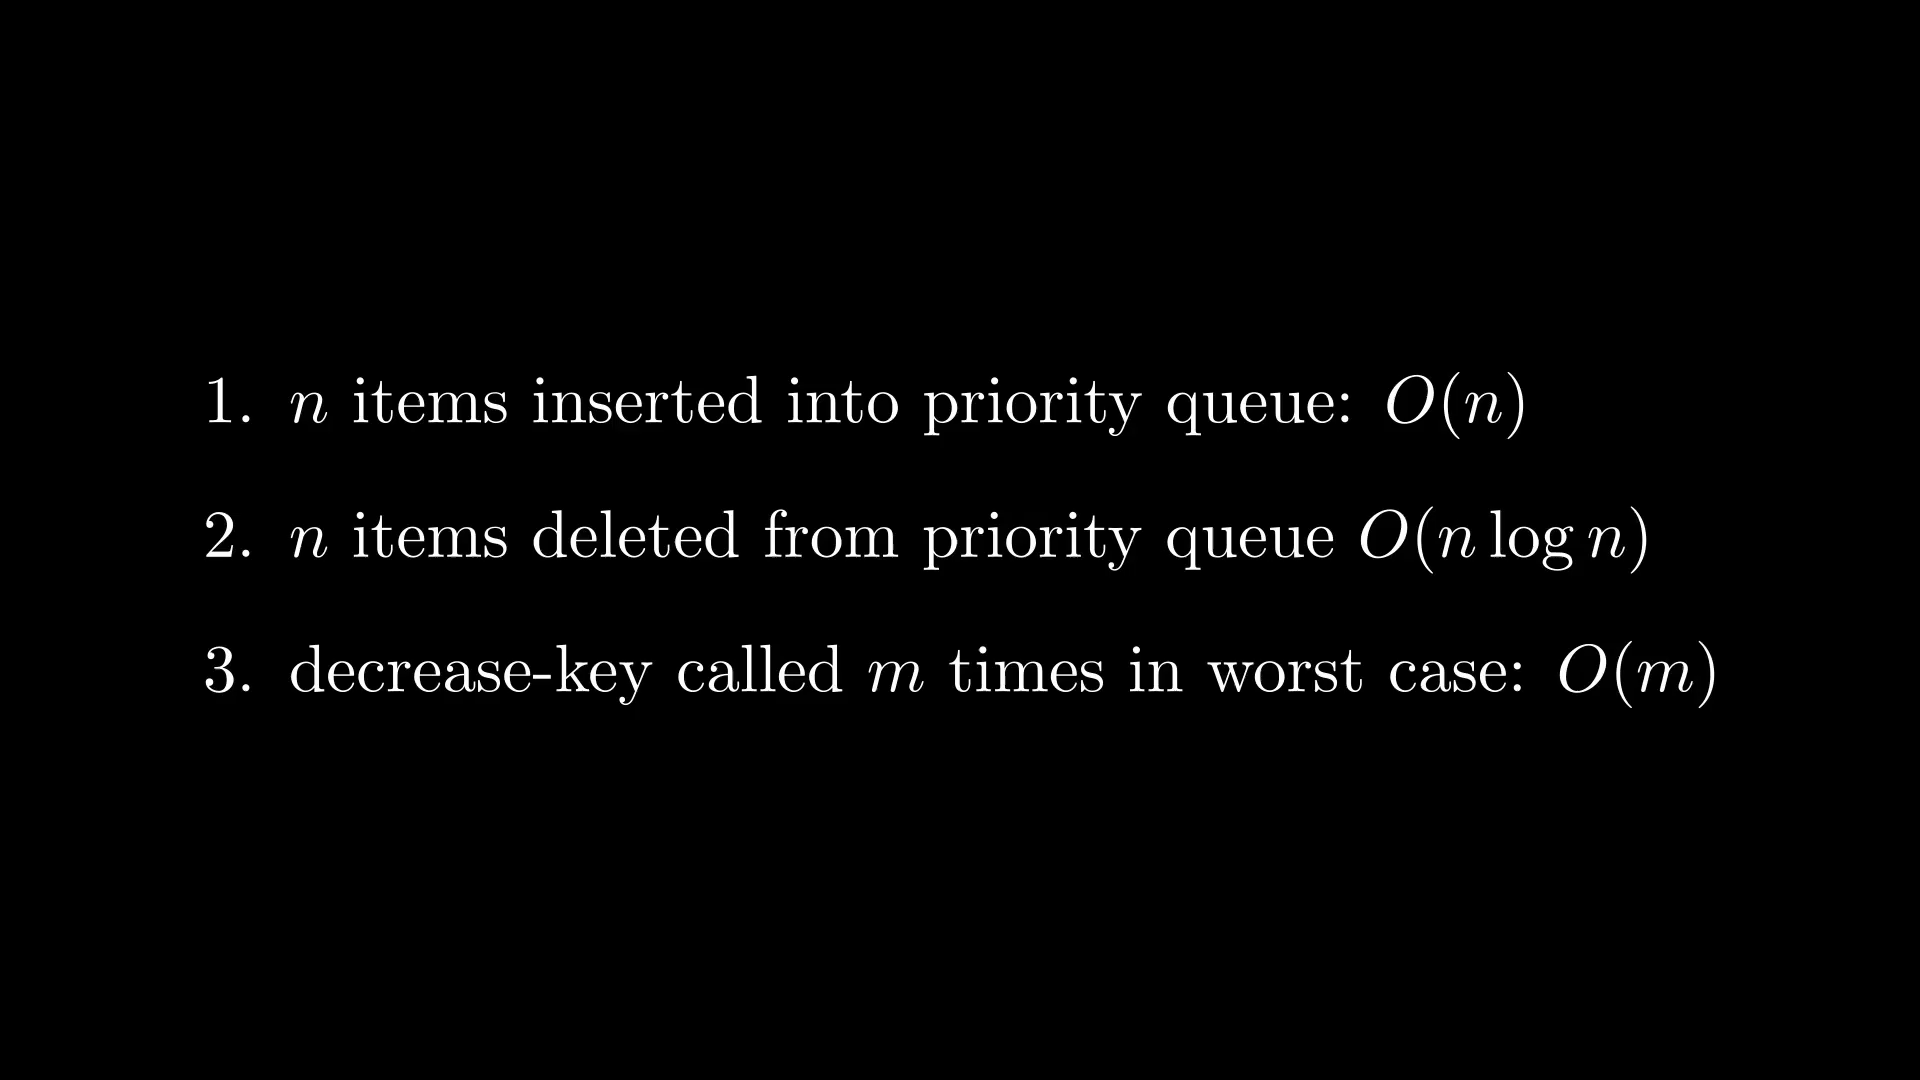 1. n items inserted into priority queue: O(n)
2. n items deleted from priority queue O(n log n)
3. decrease-key called m times in worst case: O(m)